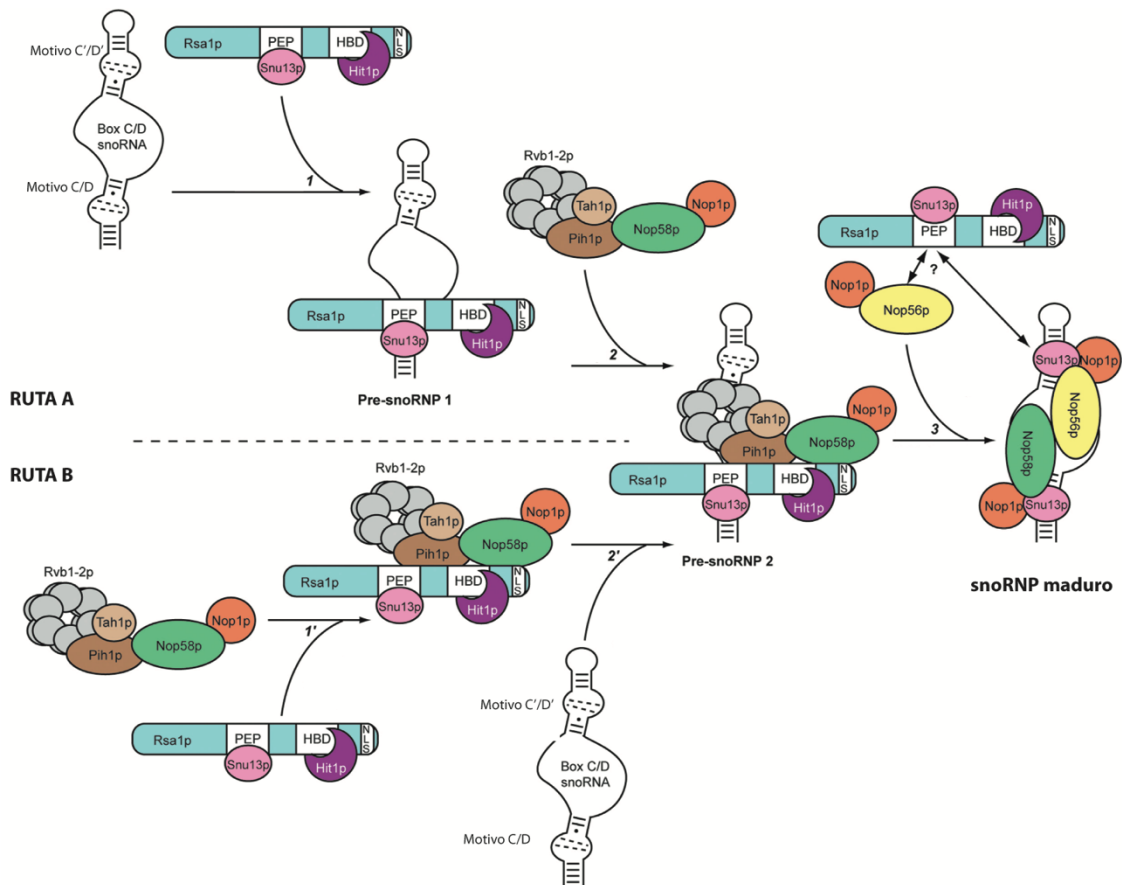 Motivo C'/D'
Box C/D
snoRNA
Motivo C/D
Rsa1p
PEP
HBD
NLS
Snu13p
Hit1p
1
Rsa1p
PEP
HBD
NLS
Snu13p
Hit1p
Pre-snoRNP 1
Rvb1-2p
Tah1p
Pih1p
Nop58p
Nop1p
2
Rsa1p
PEP
HBD
NLS
Snu13p
Hit1p
?
Nop1p
Nop56p
3
RUTA A
RUTA B
Tah1p
Pih1p
Nop58p
Nop1p
Rsa1p
PEP
HBD
NLS
Snu13p
Hit1p
Pre-snoRNP 2
Snu13p
Nop1p
Nop56p
Nop58p
Nop1p
Snu13p
snoRNP maduro
Rvb1-2p
Tah1p
Pih1p
Nop58p
Nop1p
1'
Rsa1p
PEP
HBD
NLS
Snu13p
Hit1p
Rvb1-2p
Tah1p
Pih1p
Nop58p
Nop1p
Rsa1p
PEP
HBD
NLS
Snu13p
Hit1p
2'
Motivo C'/D'
Box C/D
snoRNA
Motivo C/D